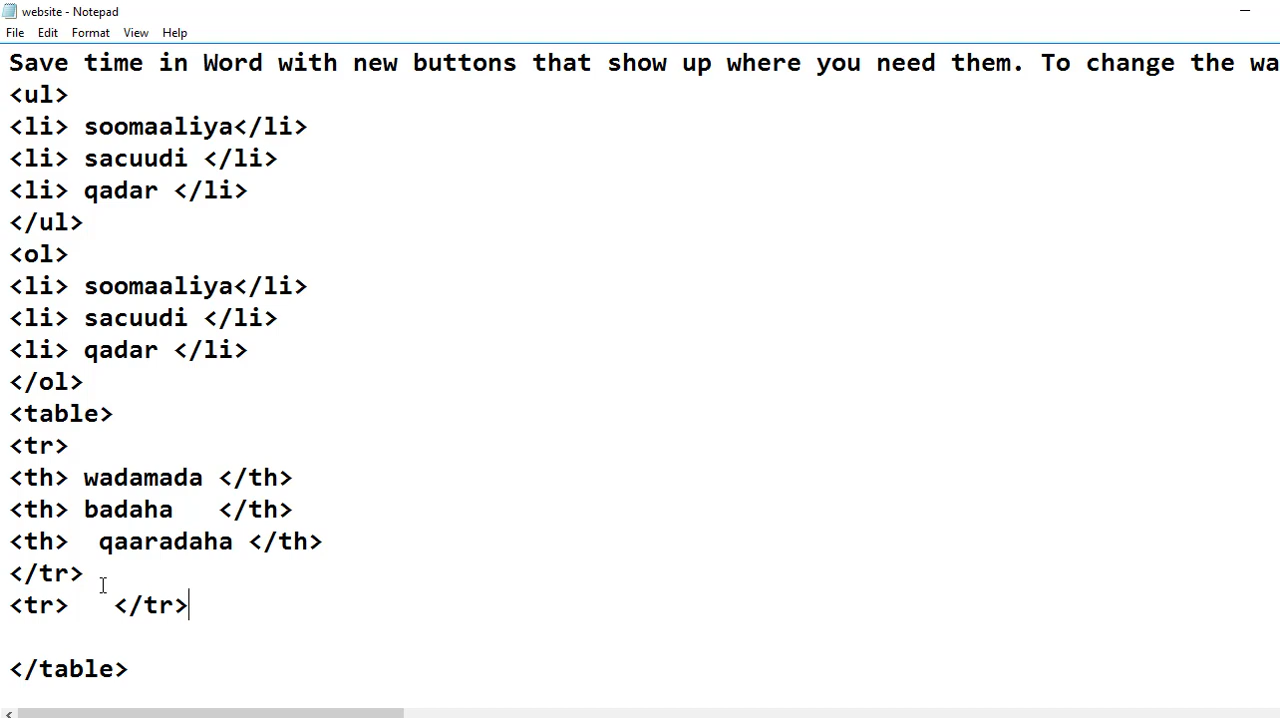 website - Notepad
File Edit Format View Help
Save time in Word with new buttons that show up where you need them. To change the wa
<ul>
<li> soomaaliya</li>
<li> sacuudi </li>
<li> qadar </li>
</ul>
<ol>
<li> soomaaliya</li>
<li> sacuudi </li>
<li> qadar </li>
</ol>
<table>
<tr>
<th> wadamada </th>
<th> badaha   </th>
<th>  qaaradaha </th>
</tr>
<tr>   </tr>
</table>